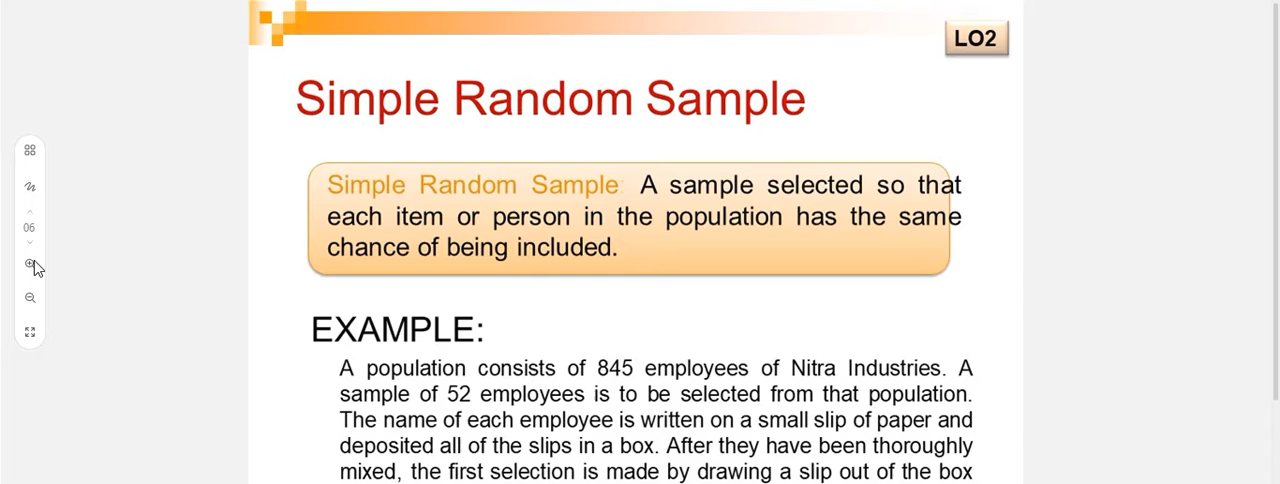 LO2
Simple Random Sample
Simple Random Sample: A sample selected so that
each item or person in the population has the same
chance of being included.
06
EXAMPLE:
A population consists of 845 employees of Nitra Industries. A
sample of 52 employees is to be selected from that population.
The name of each employee is written on a small slip of paper and
deposited all of the slips in a box. After they have been thoroughly
mixed, the first selection is made by drawing a slip out of the box